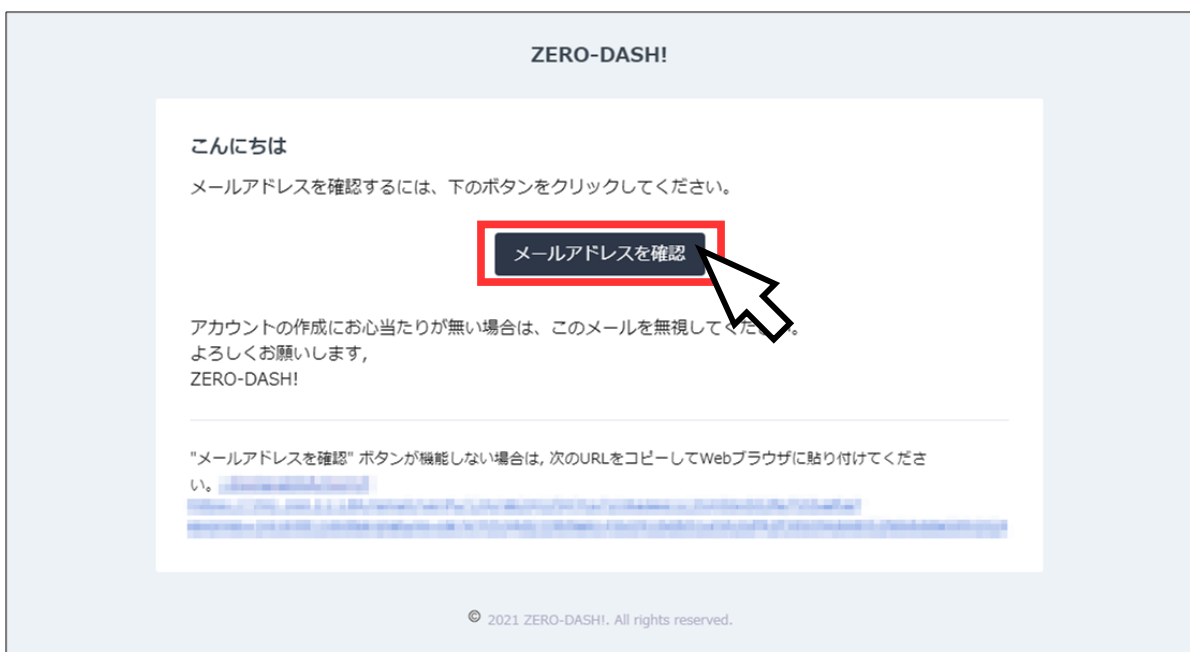 ZERO-DASH!
こんにちは
メールアドレスを確認するには、下のボタンをクリックしてください。
メールアドレスを確認
アカウントの作成にお心当たりが無い場合は、このメールを無視してください。
よろしくお願いします,
ZERO-DASH!
"メールアドレスを確認" ボタンが機能しない場合は, 次のURLをコピーしてWebブラウザに貼り付けてくださ
い。
© 2021 ZERO-DASH!. All rights reserved.